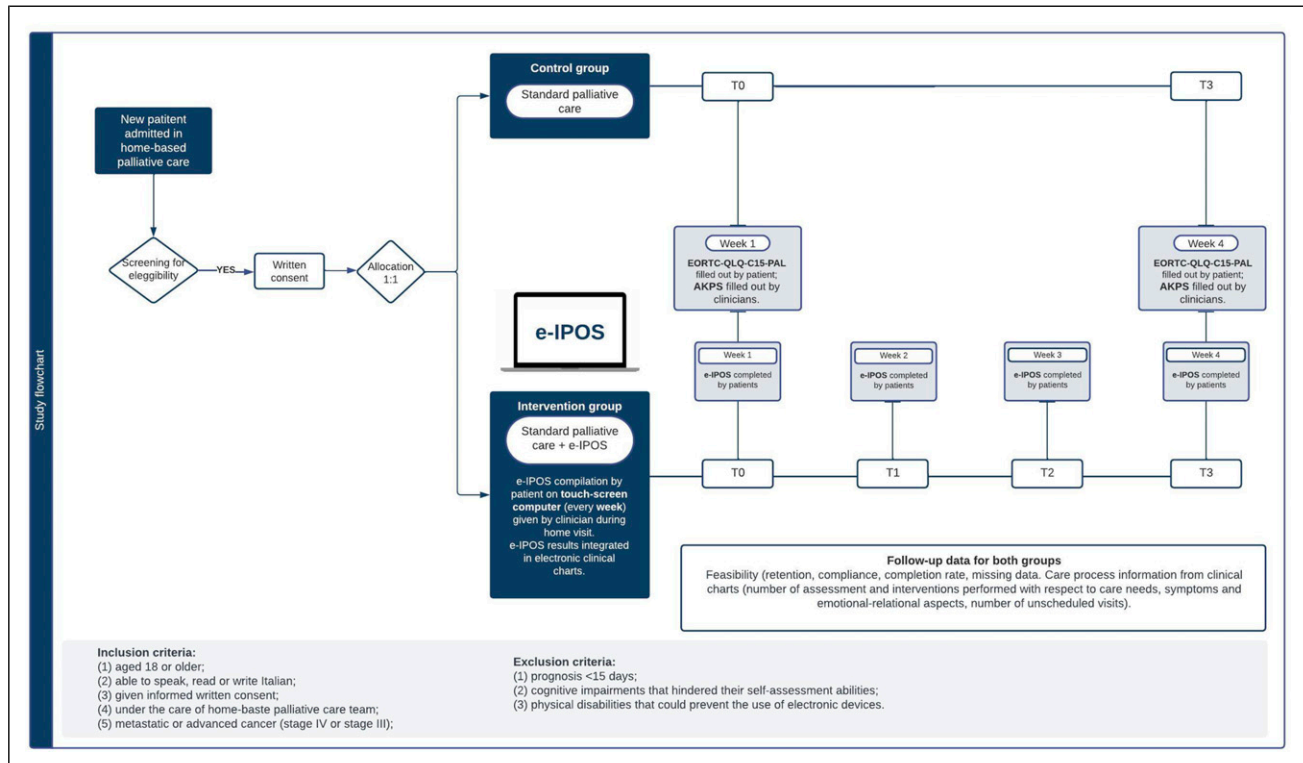 Study flowchart
New patitent
admitted in
home-based
palliative care
Screening for
eleggibility
YES
Written
consent
Allocation
1:1
Control group
Standard palliative
care
T0
T3
Week 1
EORTC-QLQ-C15-PAL
filled out by patient;
AKPS filled out by
clinicians.
Week 4
EORTC-QLQ-C15-PAL
filled out by patient;
AKPS filled out by
clinicians.
e-IPOS
Week 1
e-IPOS completed
by patients
Week 2
e-IPOS completed
by patients
Week 3
e-IPOS completed
by patients
Week 4
e-IPOS completed
by patients
Intervention group
Standard palliative
care + e-IPOS
e-IPOS compilation by
patient on touch-screen
computer (every week)
given by clinician during
home visit.
e-IPOS results integrated
in electronic clinical
charts.
T0
T1
T2
T3
Follow-up data for both groups
Feasibility (retention, compliance, completion rate, missing data. Care process information from clinical
charts (number of assessment and interventions performed with respect to care needs, symptoms and
emotional-relational aspects, number of unscheduled visits).
Inclusion criteria:
(1) aged 18 or older;
(2) able to speak, read or write Italian;
(3) given informed written consent;
(4) under the care of home-baste palliative care team;
(5) metastatic or advanced cancer (stage IV or stage III);
Exclusion criteria:
(1) prognosis <15 days;
(2) cognitive impairments that hindered their self-assessment abilities;
(3) physical disabilities that could prevent the use of electronic devices.